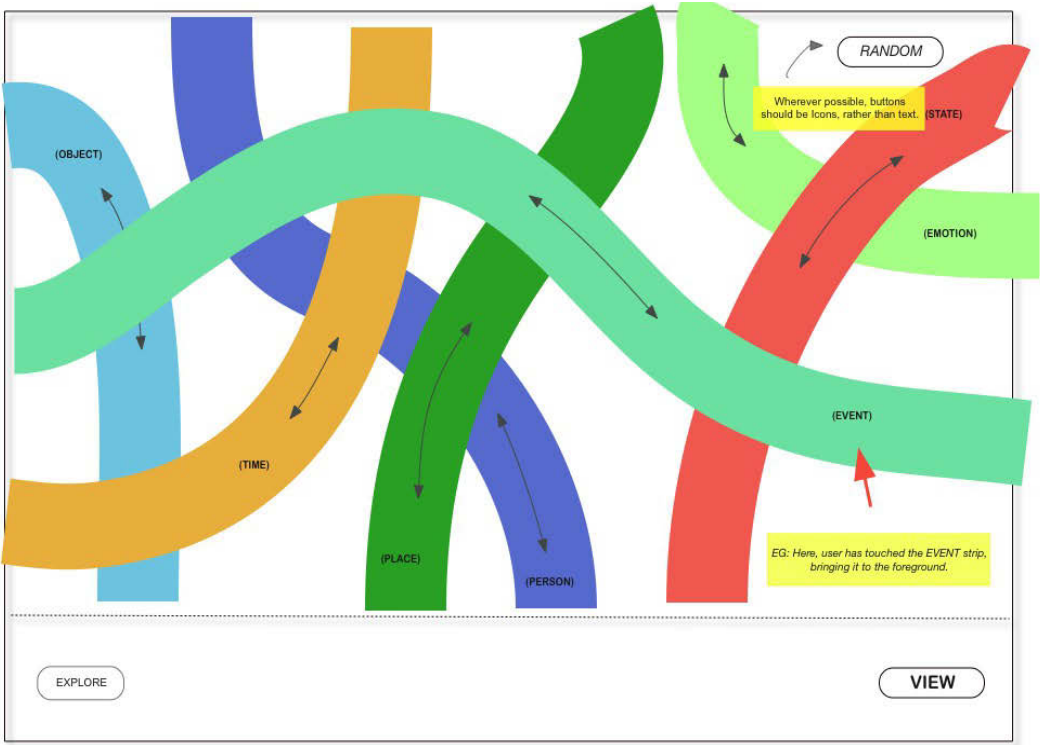 RANDOM
Wherever possible, buttons
should be Icons, rather than text.
(STATE)
(OBJECT)
(EMOTION)
(EVENT)
(TIME)
EG: Here, user has touched the EVENT strip,
bringing it to the foreground.
(PLACE)
(PERSON)
EXPLORE
VIEW